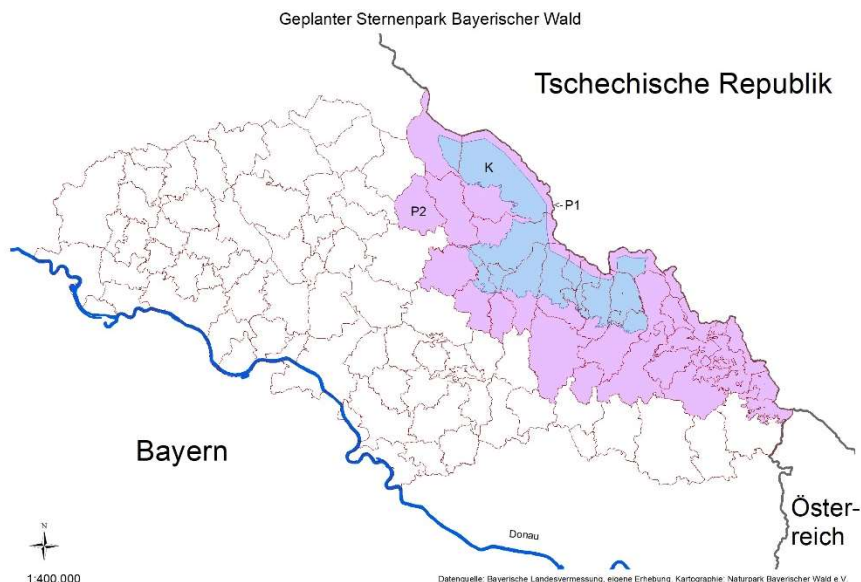 Geplanter Sternenpark Bayerischer Wald
Tschechische Republik
K
P2
<- P1
Bayern
Öster-
reich
Donau
N
1:400.000
Datenquelle: Bayerische Landesvermessung, eigene Erhebung, Kartographie: Naturpark Bayerischer Wald e.V.